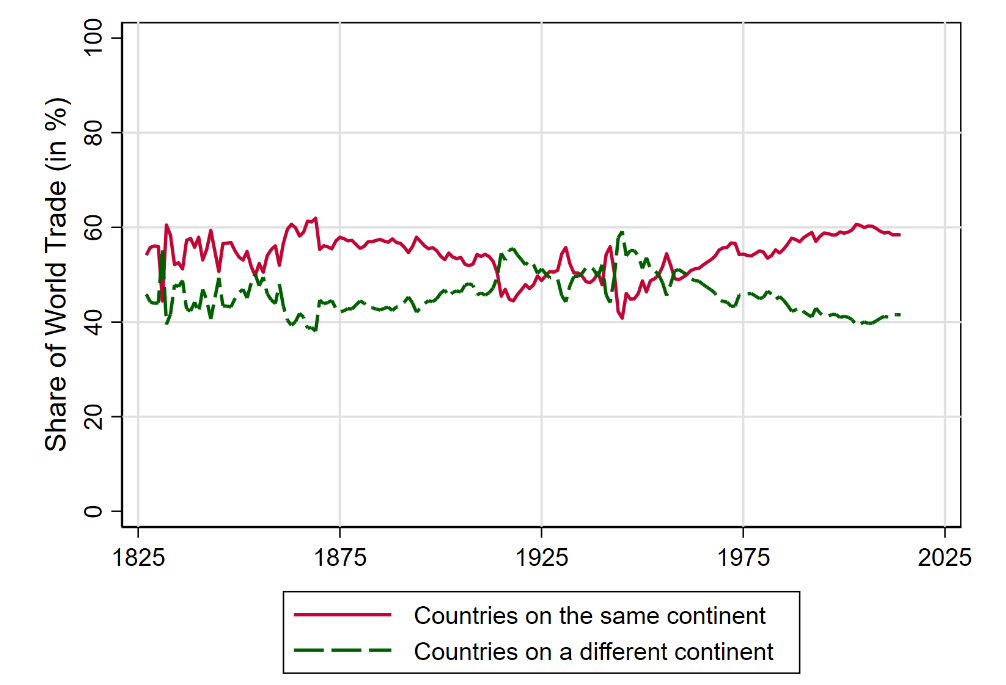 Share of World Trade (in %)
100
80
60
40
20
0
1825 1875 1925 1975 2025
Countries on the same continent
Countries on a different continent